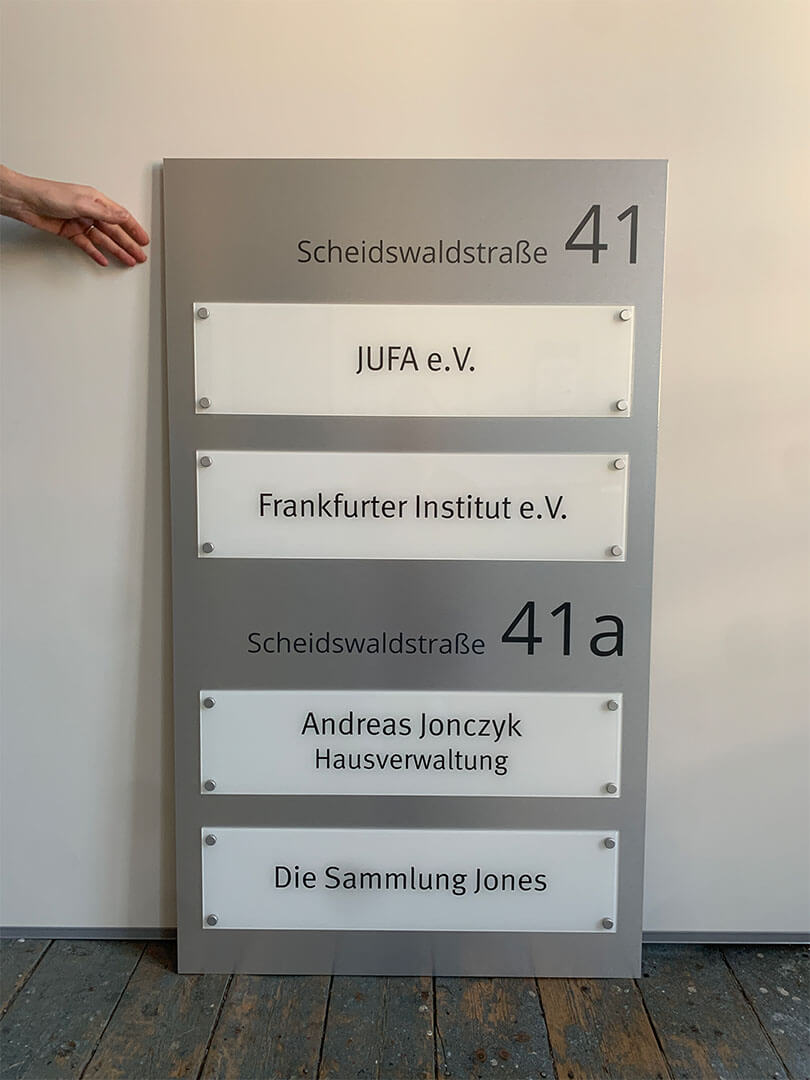 Scheidswaldstraße 41
JUFA e.V.
Frankfurter Institut e.V.
Scheidswaldstraße 41a
Andreas Jonczyk
Hausverwaltung
Die Sammlung Jones